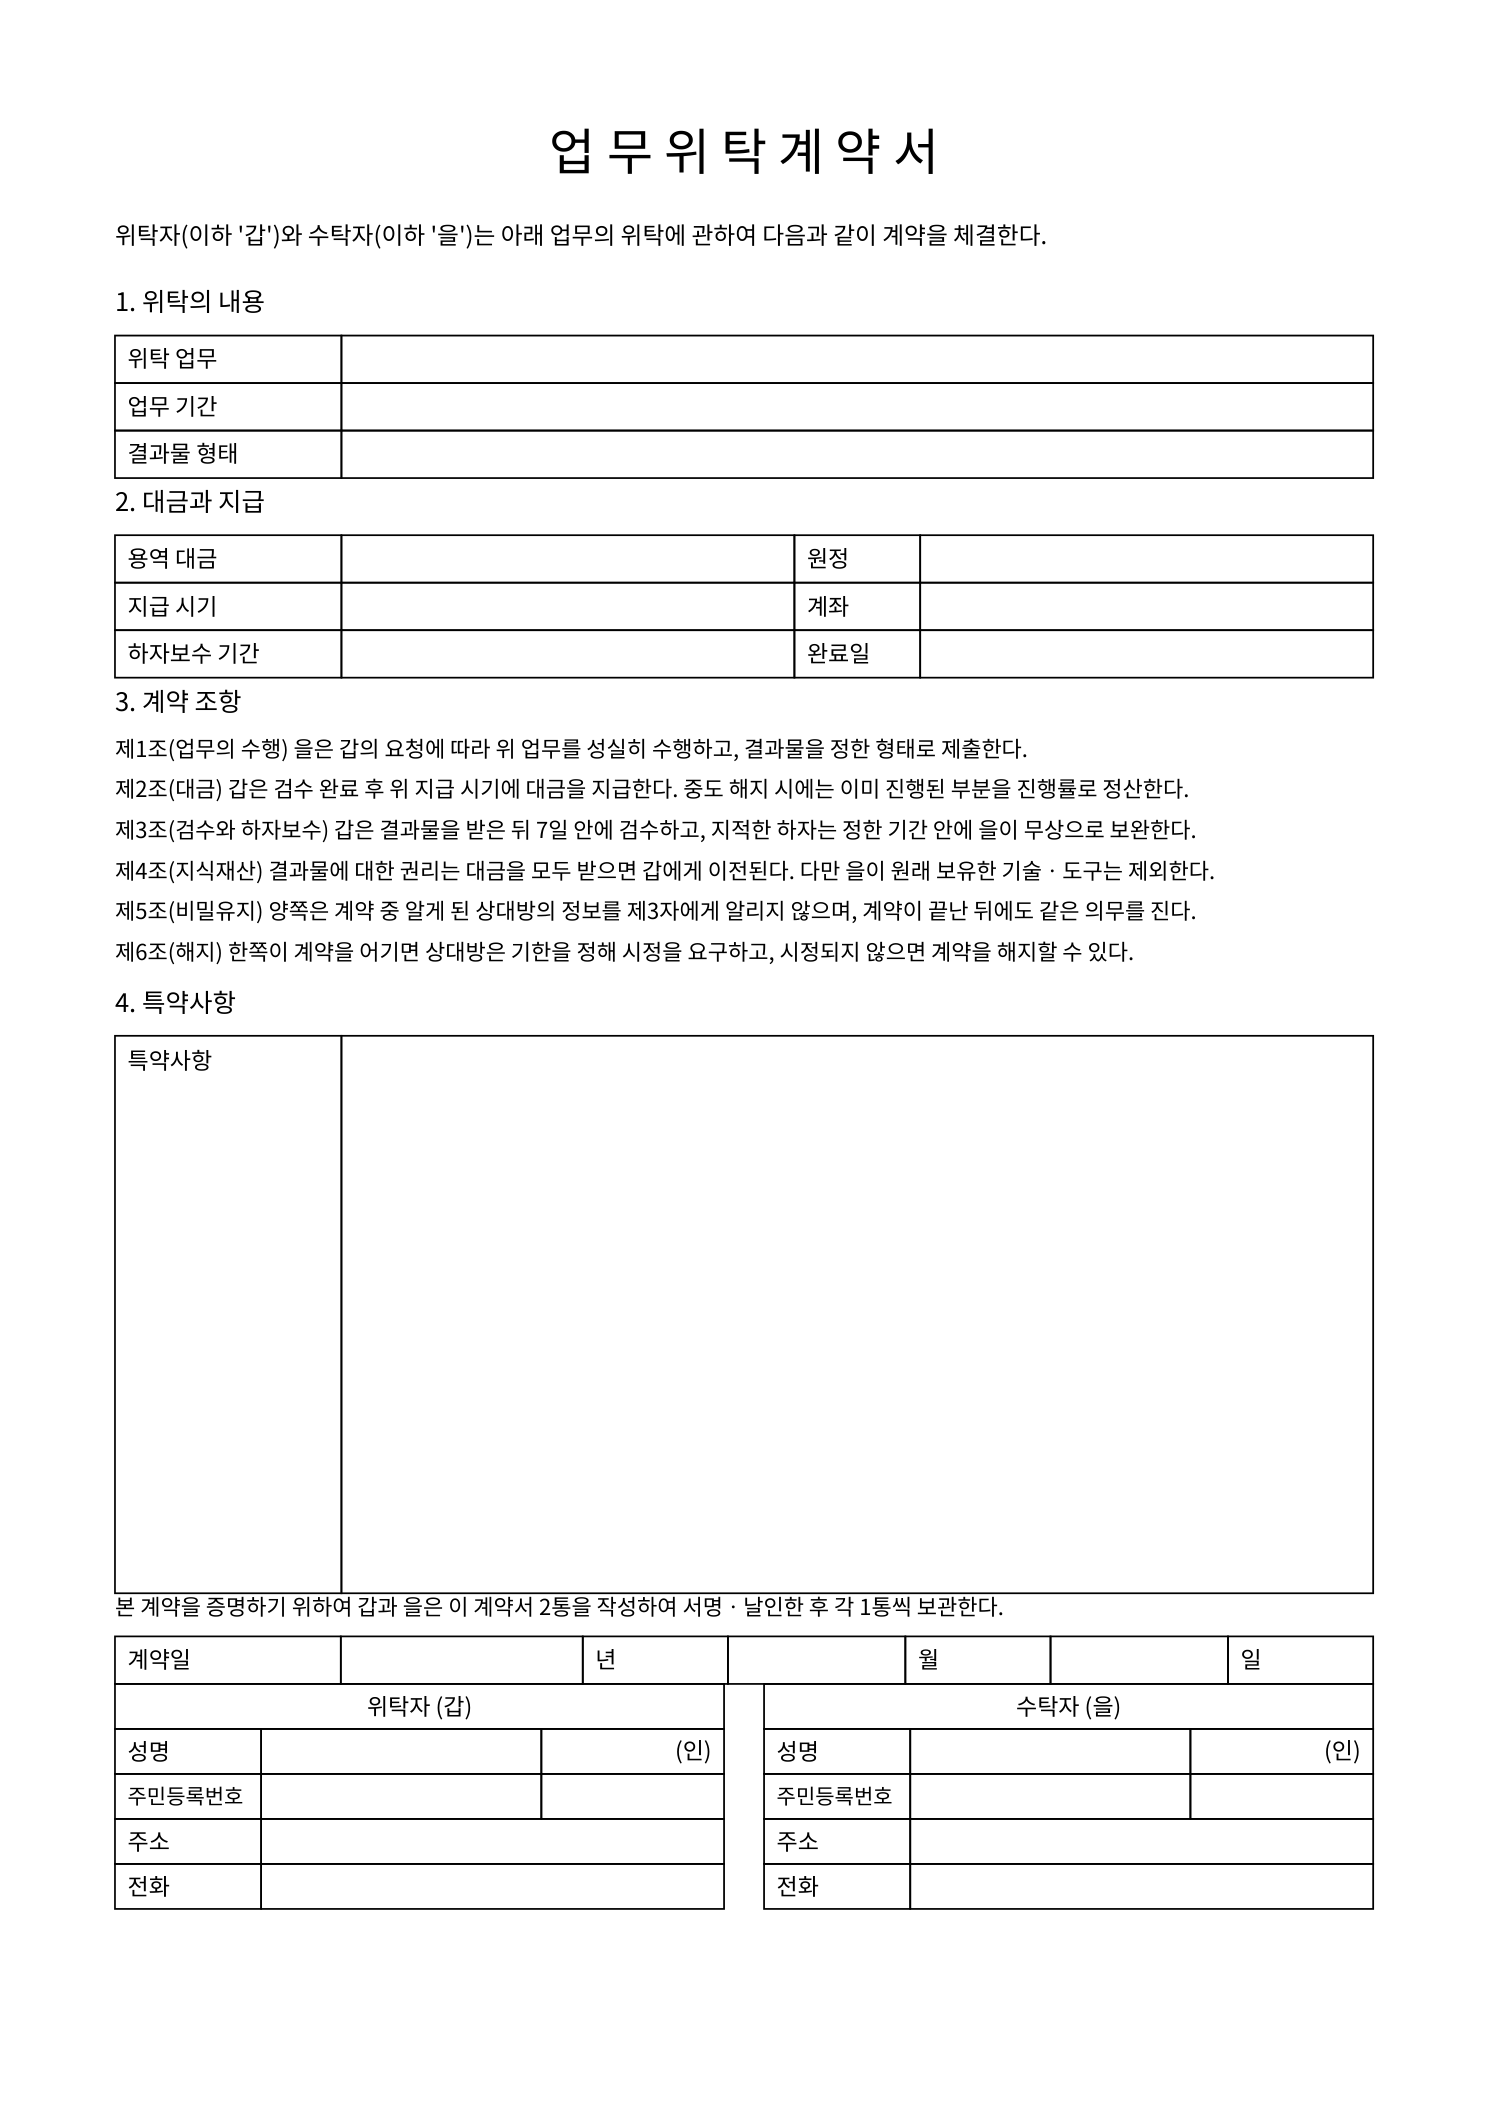 업무위탁계약서
위탁자(이하 '갑')와 수탁자(이하 '을')는 아래 업무의 위탁에 관하여 다음과 같이 계약을 체결한다.
1. 위탁의 내용
위탁 업무
업무 기간
결과물 형태
2. 대금과 지급
용역 대금 원정
지급 시기 계좌
하자보수 기간 완료일
3. 계약 조항
제1조(업무의 수행) 을은 갑의 요청에 따라 위 업무를 성실히 수행하고, 결과물을 정한 형태로 제출한다.
제2조(대금) 갑은 검수 완료 후 위 지급 시기에 대금을 지급한다. 중도 해지 시에는 이미 진행된 부분을 진행률로 정산한다.
제3조(검수와 하자보수) 갑은 결과물을 받은 뒤 7일 안에 검수하고, 지적한 하자는 정한 기간 안에 을이 무상으로 보완한다.
제4조(지식재산) 결과물에 대한 권리는 대금을 모두 받으면 갑에게 이전된다. 다만 을이 원래 보유한 기술 · 도구는 제외한다.
제5조(비밀유지) 양쪽은 계약 중 알게 된 상대방의 정보를 제3자에게 알리지 않으며, 계약이 끝난 뒤에도 같은 의무를 진다.
제6조(해지) 한쪽이 계약을 어기면 상대방은 기한을 정해 시정을 요구하고, 시정되지 않으면 계약을 해지할 수 있다.
4. 특약사항
특약사항
본 계약을 증명하기 위하여 갑과 을은 이 계약서 2통을 작성하여 서명 · 날인한 후 각 1통씩 보관한다.
계약일 년 월 일
위탁자 (갑) 수탁자 (을)
성명 (인) 성명 (인)
주민등록번호 주민등록번호
주소 주소
전화 전화